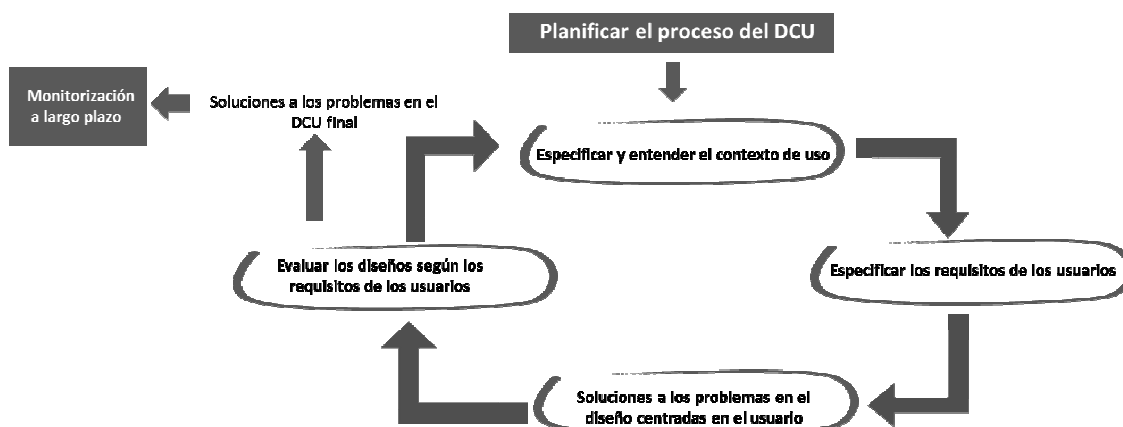 Planificar el proceso del DCU
Monitorización
a largo plazo
Soluciones a los problemas en el
DCU final
Especificar y entender el contexto de uso
Evaluar los diseños según los
requisitos de los usuarios
Especificar los requisitos de los usuarios
Soluciones a los problemas en el
diseño centradas en el usuario